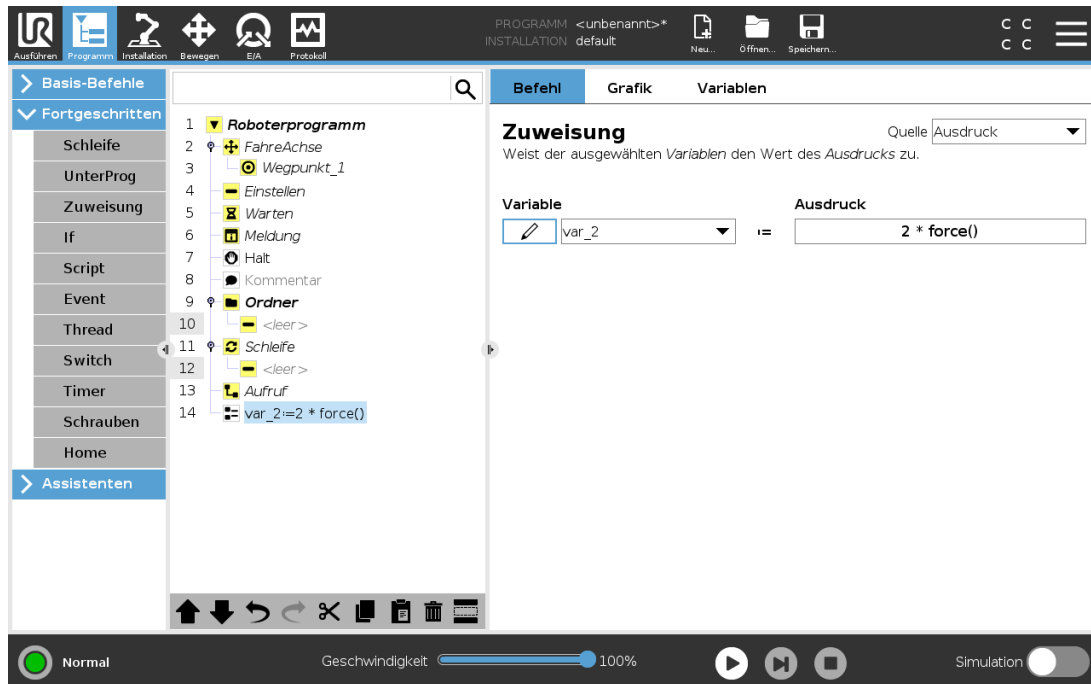 PROGRAMM <unbenannt>*
INSTALLATION default
Ausführen Programm Installation Bewegen E/A Protokoll Neu... Öffnen... Speichern...
C C
C C
Basis-Befehle
Fortgeschritten
Schleife
UnterProg
Zuweisung
If
Script
Event
Thread
Switch
Timer
Schrauben
Home
Assistenten
1 Roboterprogramm
2 FahreAchse
3 Wegpunkt_1
4 Einstellen
5 Warten
6 Meldung
7 Halt
8 Kommentar
9 Ordner
10 <leer>
11 Schleife
12 <leer>
13 Aufruf
14 var_2:=2 * force()
Befehl Grafik Variablen
Zuweisung Quelle Ausdruck
Weist der ausgewählten Variablen den Wert des Ausdrucks zu.
Variable Ausdruck
var_2 := 2 * force()
Normal Geschwindigkeit 100% Simulation